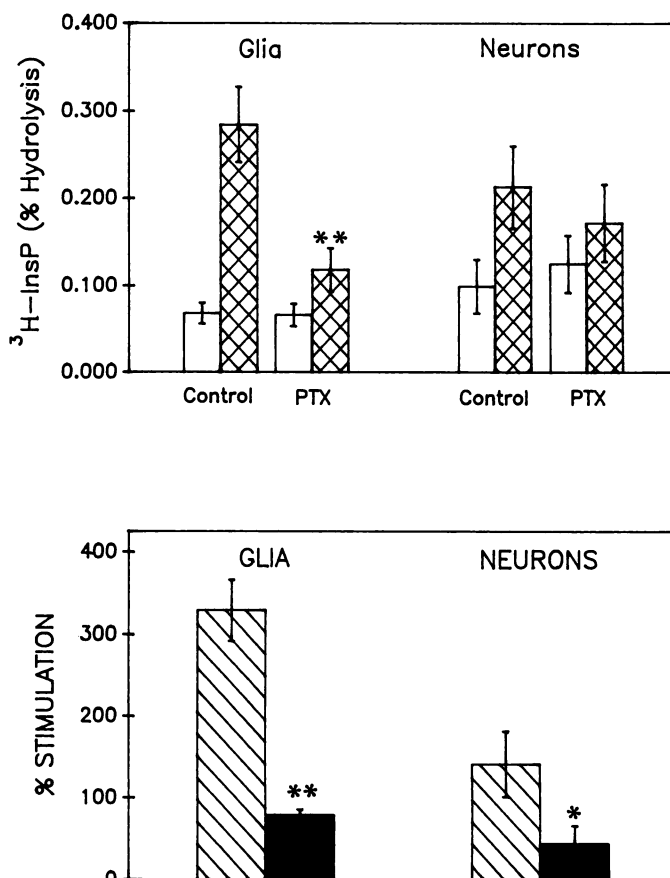 0.400
Glia Neurons
0.300
0.200
**
0.100
0.000
³H-InsP (% Hydrolysis)
Control PTX Control PTX
400
GLIA NEURONS
300
200
100
**
*
0
% STIMULATION